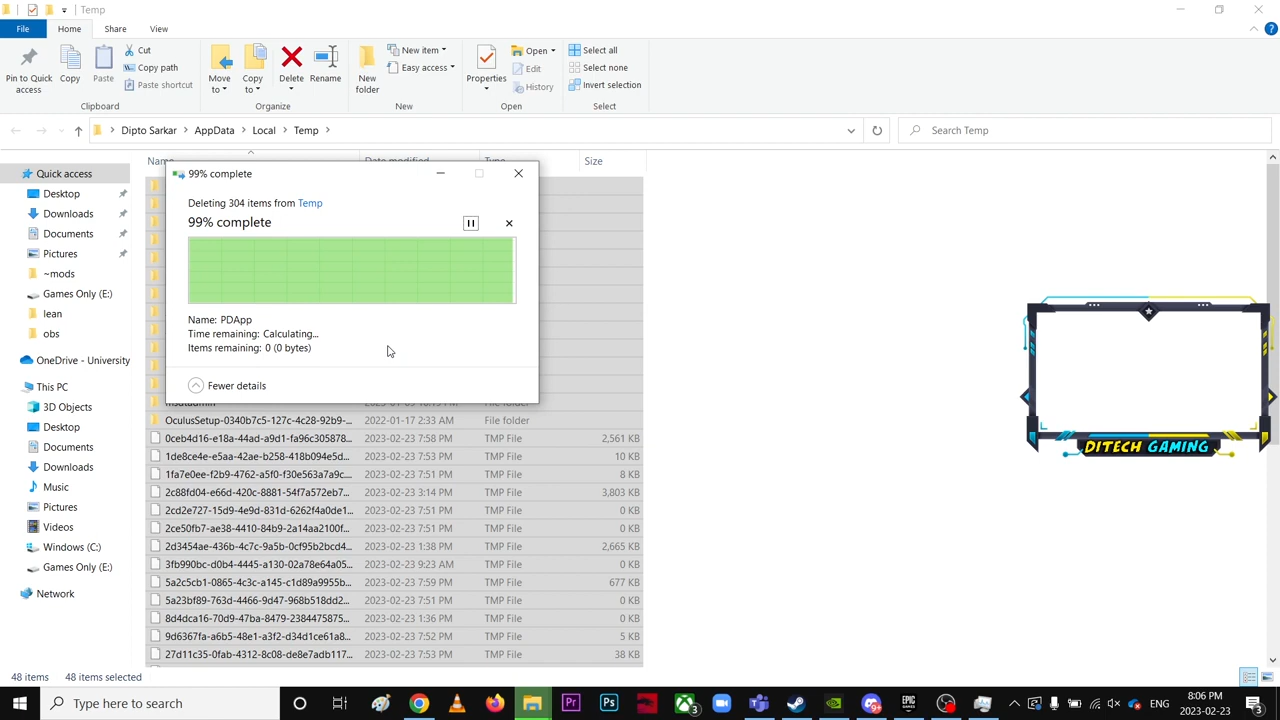 Temp
File
Home
Share
View
Pin to Quick access
Copy
Paste
Cut
Copy path
Paste shortcut
Clipboard
Move to
Copy to
Delete
Rename
Organize
New folder
New item
Easy access
New
Properties
Open
Edit
History
Open
Select all
Select none
Invert selection
Select
Dipto Sarkar
AppData
Local
Temp
Search Temp
Name
Date modified
Type
Size
Quick access
Desktop
Downloads
Documents
Pictures
~mods
Games Only (E:)
lean
obs
OneDrive - University
This PC
3D Objects
Desktop
Documents
Downloads
Music
Pictures
Videos
Windows (C:)
Games Only (E:)
Network
99% complete
Deleting 304 items from Temp
99% complete
Name: PDApp
Time remaining: Calculating...
Items remaining: 0 (0 bytes)
Fewer details
OculusSetup-0340b7c5-127c-4c28-92b9-... 2022-01-17 2:33 AM File folder
0ceb4d16-e18a-44ad-a9d1-fa96c305878... 2023-02-23 7:58 PM TMP File 2,561 KB
1de8ce4e-e5aa-42ae-b258-418b094e5d... 2023-02-23 7:53 PM TMP File 10 KB
1fa7e0ee-f2b9-4762-a5f0-f30e563a7a9c... 2023-02-23 7:51 PM TMP File 8 KB
2c88fd04-e66d-420c-8881-54f7a572eb7... 2023-02-23 3:14 PM TMP File 3,803 KB
2cd2e727-15d9-4e9d-831d-6262f4a0de1... 2023-02-23 7:51 PM TMP File 0 KB
2ce50fb7-ae38-4410-84b9-2a14aa2100f... 2023-02-23 7:51 PM TMP File 0 KB
2d3454ae-436b-4c7c-9a5b-0cf95b2bcd4... 2023-02-23 1:38 PM TMP File 2,665 KB
3fb990bc-d0b4-4445-a130-02a78e64a05... 2023-02-23 9:23 AM TMP File 0 KB
5a2c5cb1-0865-4c3c-a145-c1d89a9955b... 2023-02-23 7:59 PM TMP File 677 KB
5a23bf89-763d-4466-9d47-968b518dd2... 2023-02-23 7:51 PM TMP File 0 KB
8d4dca16-70d9-47ba-8479-2384475875... 2023-02-23 1:36 PM TMP File 0 KB
9d6367fa-a6b5-48e1-a3f2-d34d1ce61a8... 2023-02-23 7:52 PM TMP File 5 KB
27d11c35-0fab-4312-8c08-de8e7adb117... 2023-02-23 7:53 PM TMP File 38 KB
DITECH GAMING
48 items
48 items selected
Type here to search
8:06 PM
2023-02-23